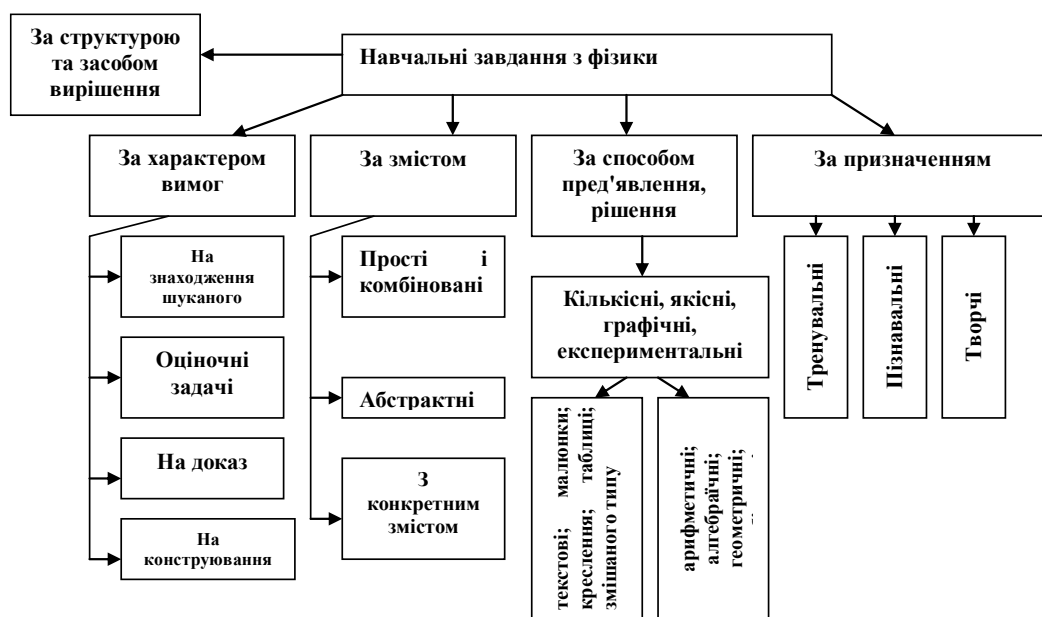 За структурою
та засобом
вирішення
Навчальні завдання з фізики
За характером
вимог
За змістом
За способом
пред'явлення,
рішення
За призначенням
На
знаходження
шуканого
Оціночні
задачі
На доказ
На
конструювання
Прості і
комбіновані
Абстрактні
З
конкретним
змістом
Кількісні, якісні,
графічні,
експериментальні
текстові; малюнки;
креслення; таблиці;
змішаного типу
арифметичні;
алгебраїчні;
геометричні;
Тренувальні
Пізнавальні
Творчі